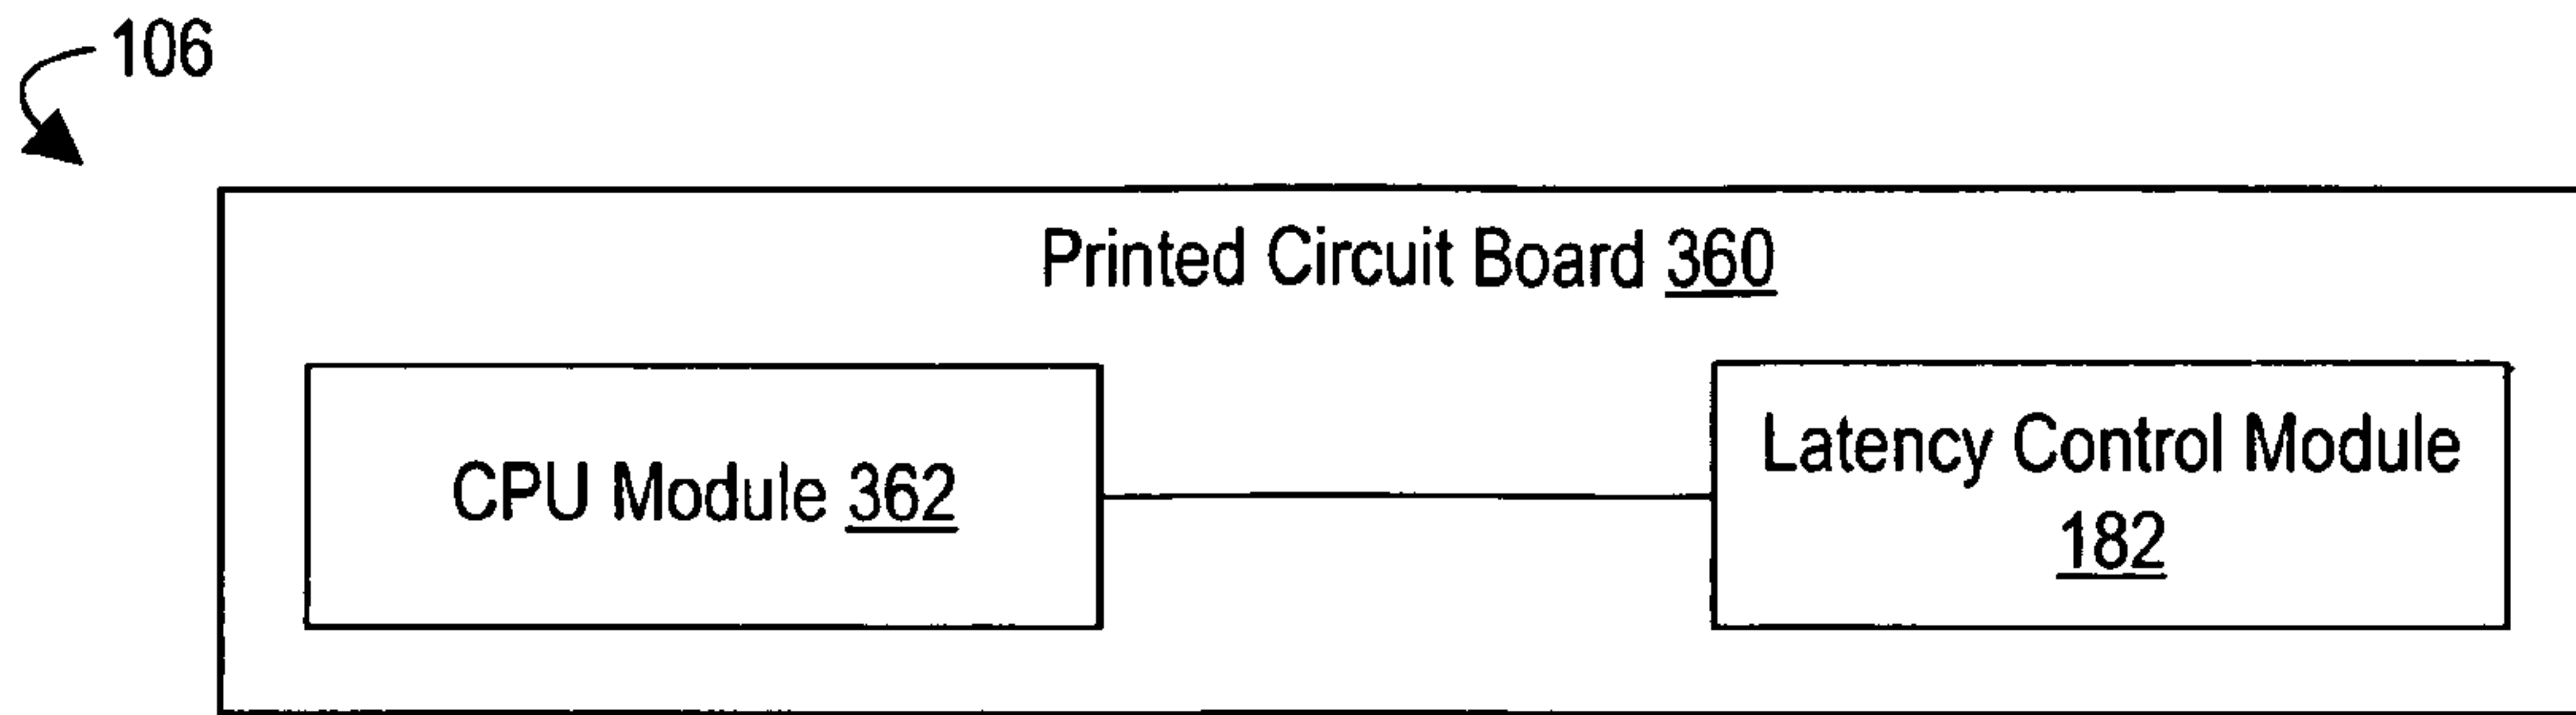 106
Printed Circuit Board 360
CPU Module 362
Latency Control Module
182